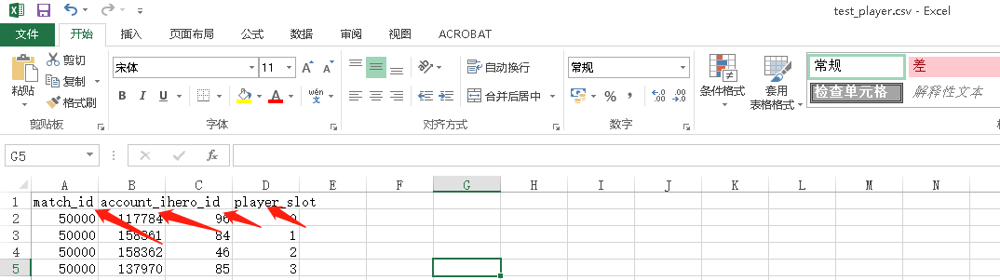 test_player.csv - Excel
文件 开始 插入 页面布局 公式 数据 审阅 视图 ACROBAT
剪切 宋体 11 A A 自动换行 常规 常规 差
粘贴 复制 条件格式 套用
格式刷 B I U A wén 合并后居中 % , .0 .00 表格格式 检查单元格 解释性文本
剪贴板 字体 对齐方式 数字
G5 fx
A B C D E F G H I J K L M N
1 match_id account_i hero_id player_slot
2 50000 117784 96 0
3 50000 158361 84 1
4 50000 158362 46 2
5 50000 137970 85 3